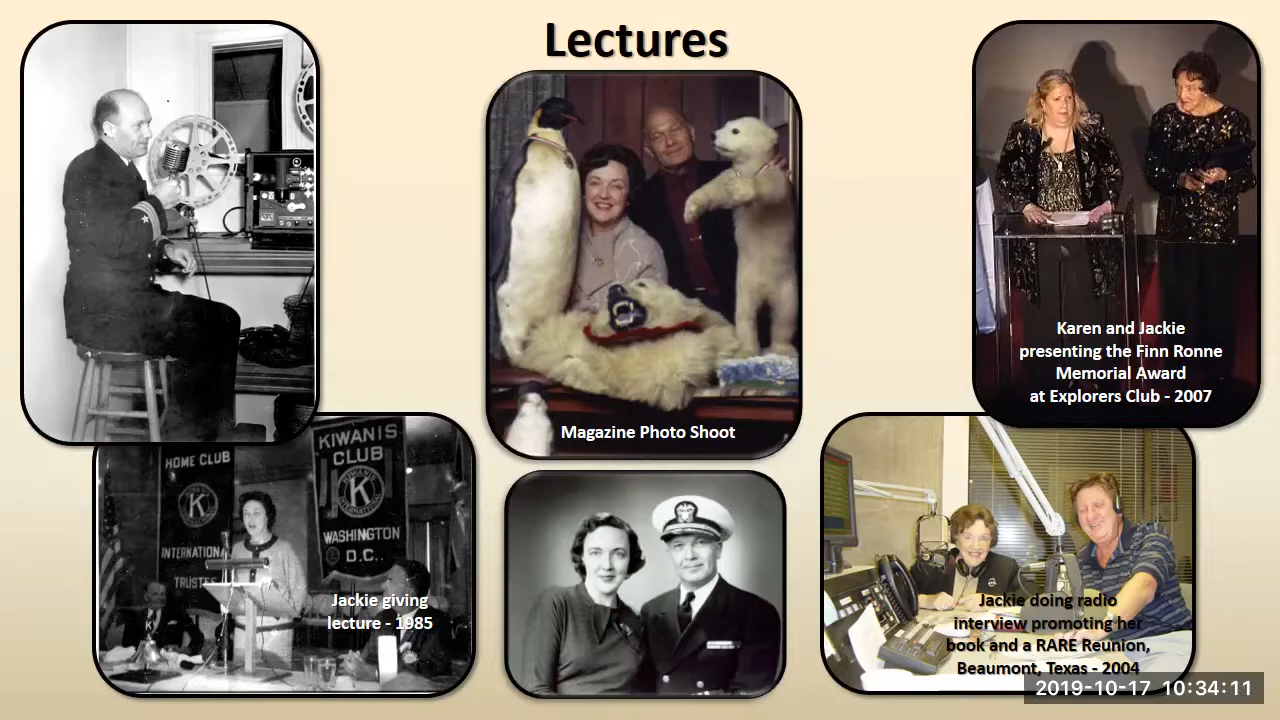 Lectures
Karen and Jackie
presenting the Finn Ronne
Memorial Award
at Explorers Club - 2007
Magazine Photo Shoot
HOME CLUB
K
INTERNATIONAL
TRUSTEE
KIWANIS
CLUB
K
WASHINGTON
D.C..
Jackie giving
lecture - 1985
Jackie doing radio
interview promoting her
book and a RARE Reunion,
Beaumont, Texas - 2004
2019-10-17 10:34:11